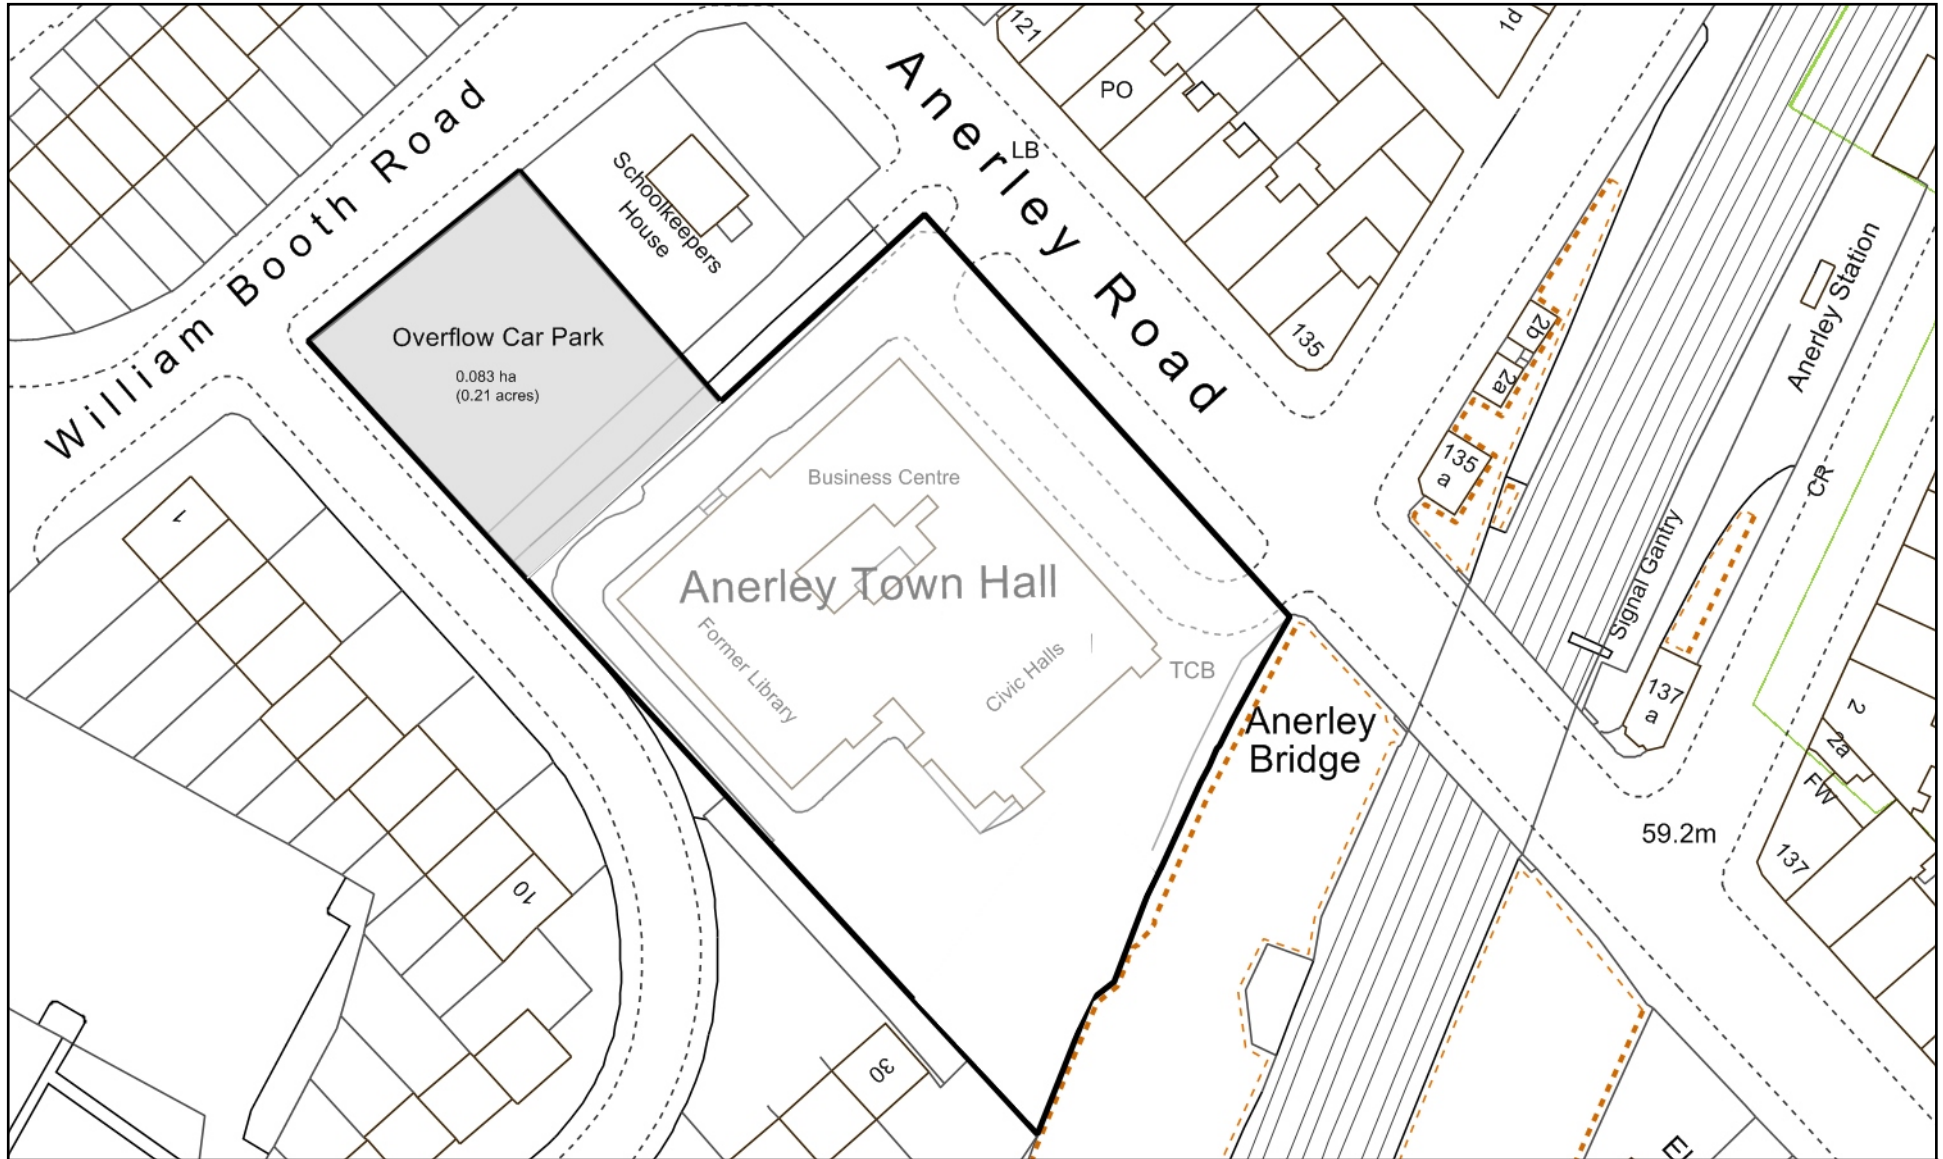 121
PO
1d
Anerley Road
LB
William Booth Road
Schoolkeepers
House
Overflow Car Park
0.083 ha
(0.21 acres)
135
2b
2a
135
a
Anerley Station
CR
Signal Gantry
Business Centre
Anerley Town Hall
Former Library
Civic Halls
TCB
Anerley
Bridge
137
a
2
2a
FW
59.2m
137
1
10
30